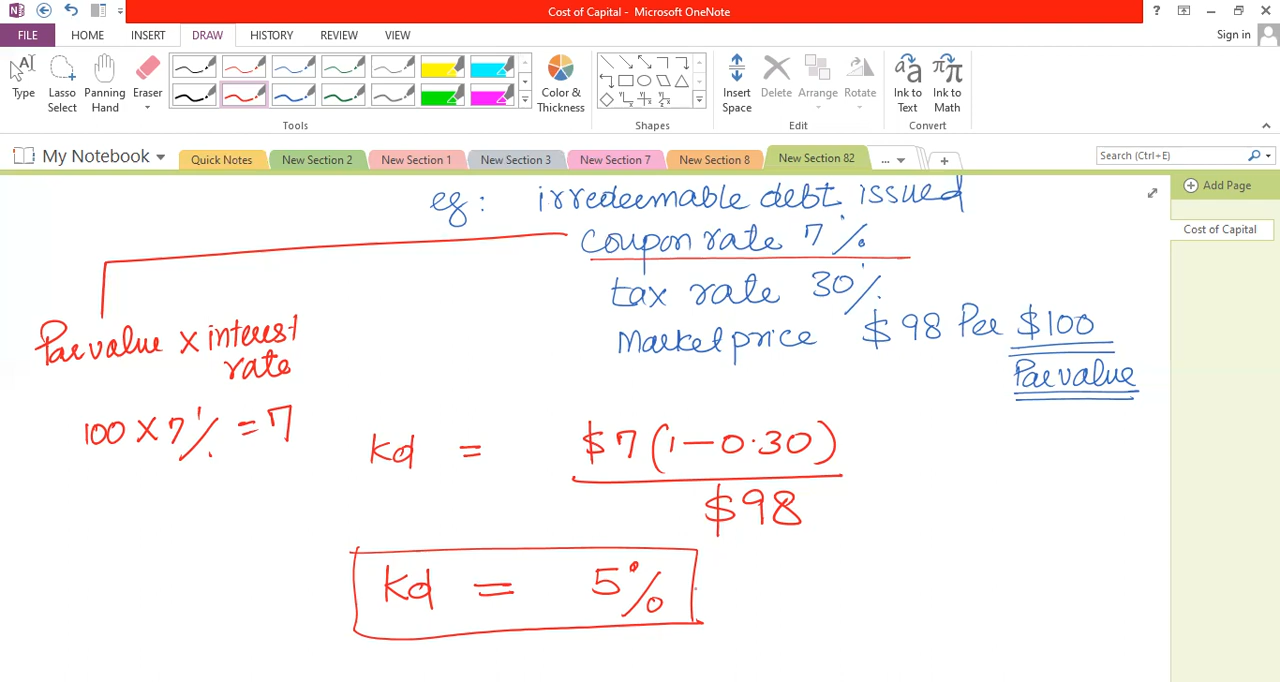 Cost of Capital - Microsoft OneNote
?
Sign in
FILE HOME INSERT DRAW HISTORY REVIEW VIEW
Type
Lasso Select
Panning Hand
Eraser
Color & Thickness
Insert Space
Delete
Arrange
Rotate
Ink to Text
Ink to Math
Tools Shapes Edit Convert
My Notebook Quick Notes New Section 2 New Section 1 New Section 3 New Section 7 New Section 8 New Section 82 ... + Search (Ctrl+E)
Add Page
Cost of Capital
eg: irredeemable debt issued
coupon rate 7%
tax rate 30%
Market price $98 Per $100
Par value
Par value × interest
rate
100 × 7% = 7
Kd = $7(1-0.30)
$98
Kd = 5%